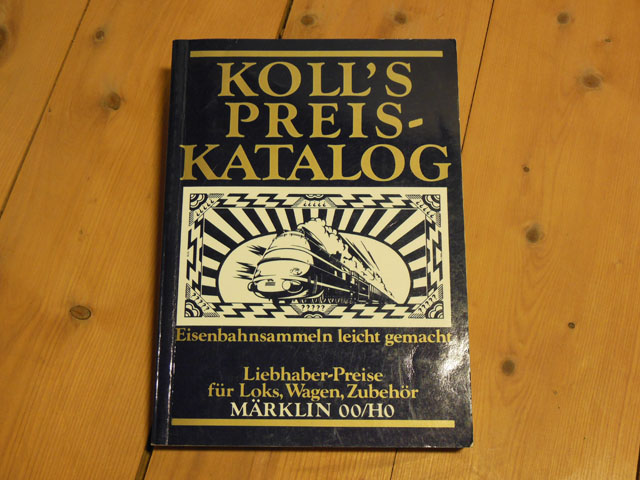 KOLL'S
PREIS-
KATALOG
Eisenbahnsammeln leicht gemacht
Liebhaber-Preise
für Loks, Wagen, Zubehör
MÄRKLIN 00/H0